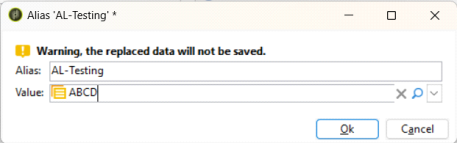 Alias 'AL-Testing' *
Warning, the replaced data will not be saved.
Alias: AL-Testing
Value: ABCD
Ok Cancel